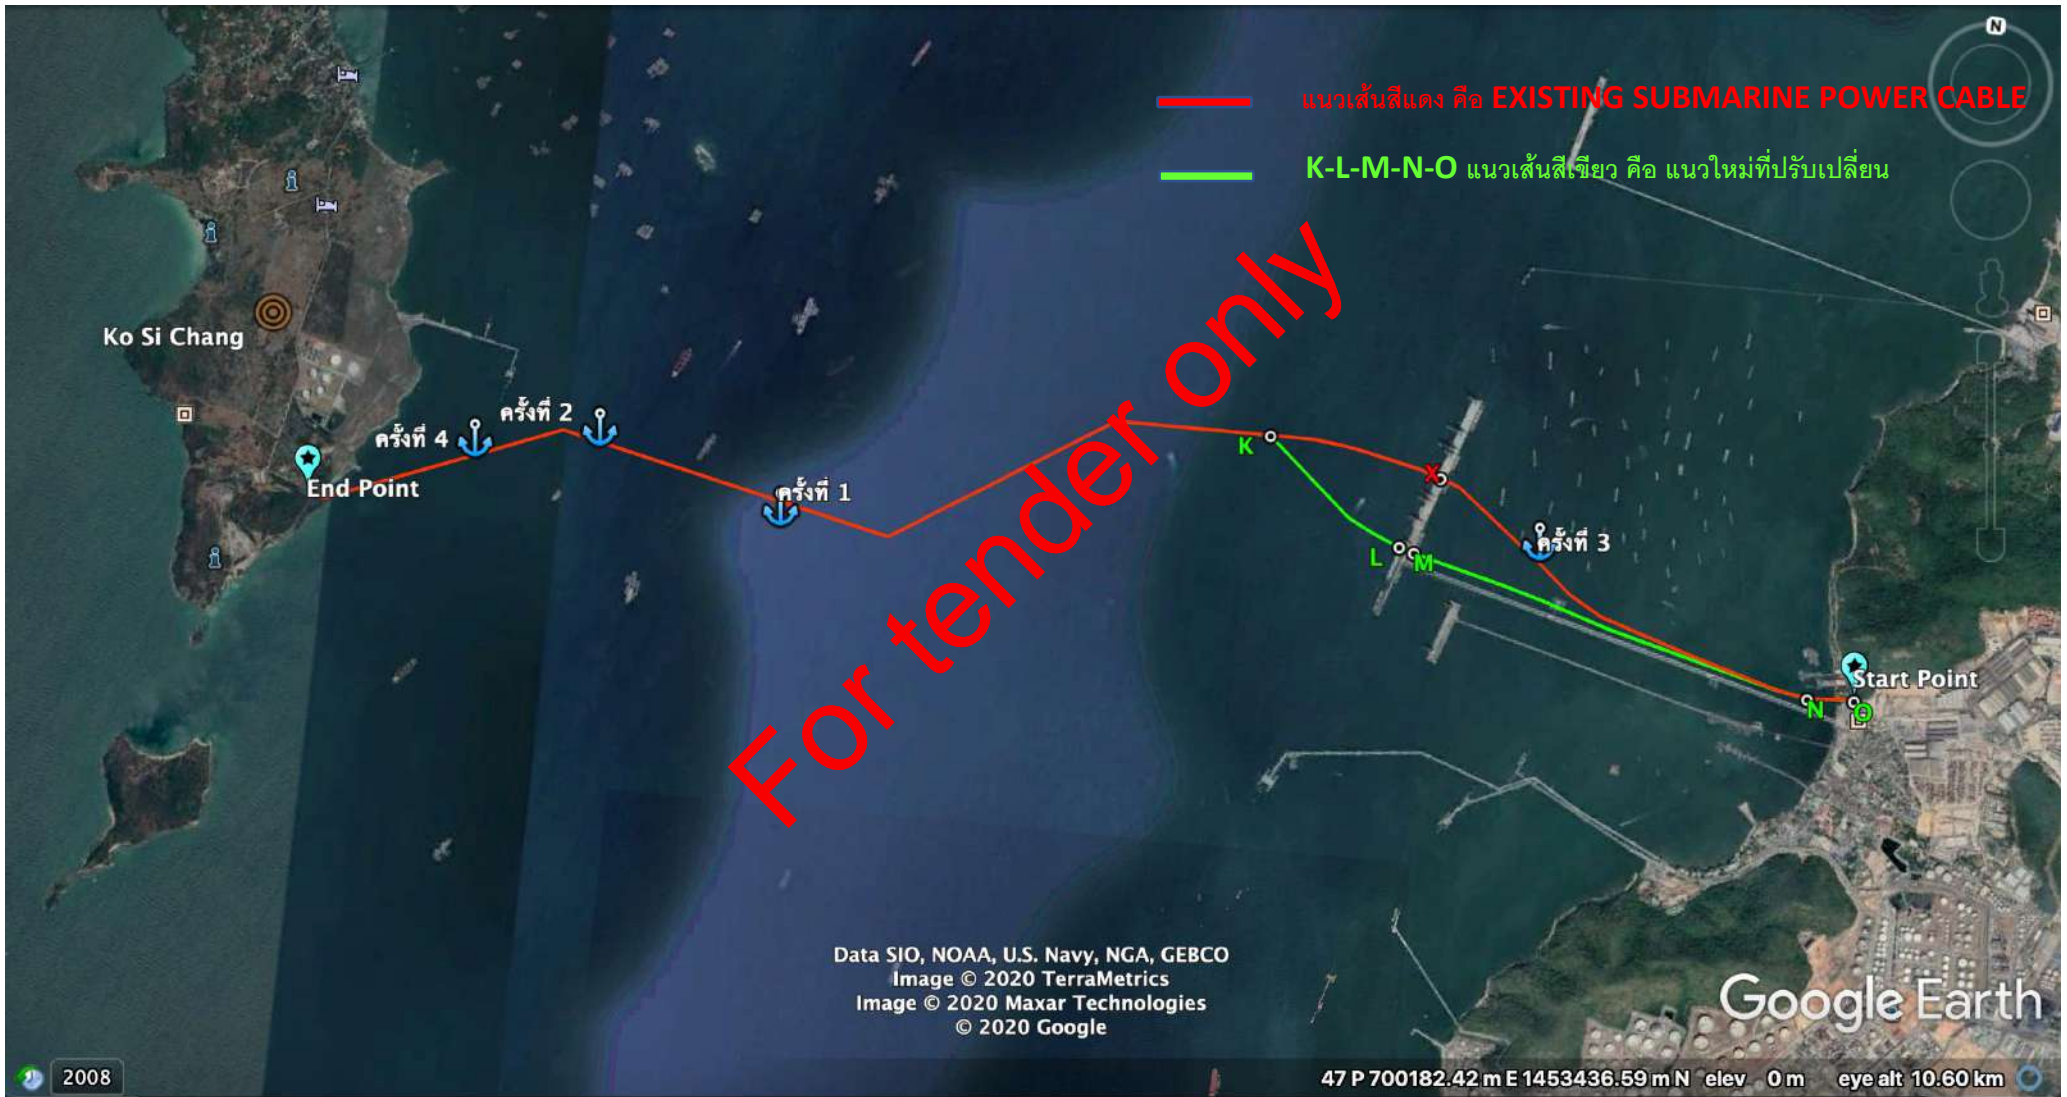 N
แนวเส้นสีแดง คือ EXISTING SUBMARINE POWER CABLE
K-L-M-N-O แนวเส้นสีเขียว คือ แนวใหม่ที่ปรับเปลี่ยน
Ko Si Chang
ครั้งที่ 2
ครั้งที่ 4
End Point
ครั้งที่ 1
K
X
ครั้งที่ 3
L
M
Start Point
N
O
For tender only
Data SIO, NOAA, U.S. Navy, NGA, GEBCO
Image © 2020 TerraMetrics
Image © 2020 Maxar Technologies
© 2020 Google
Google Earth
2008
47 P 700182.42 m E 1453436.59 m N elev 0 m eye alt 10.60 km